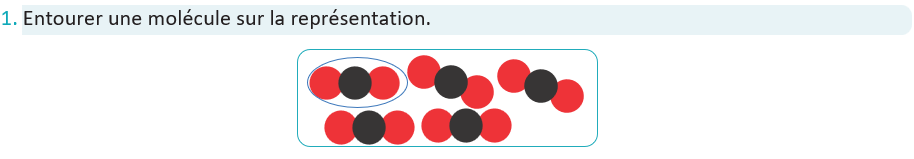 1. Entourer une molécule sur la représentation.